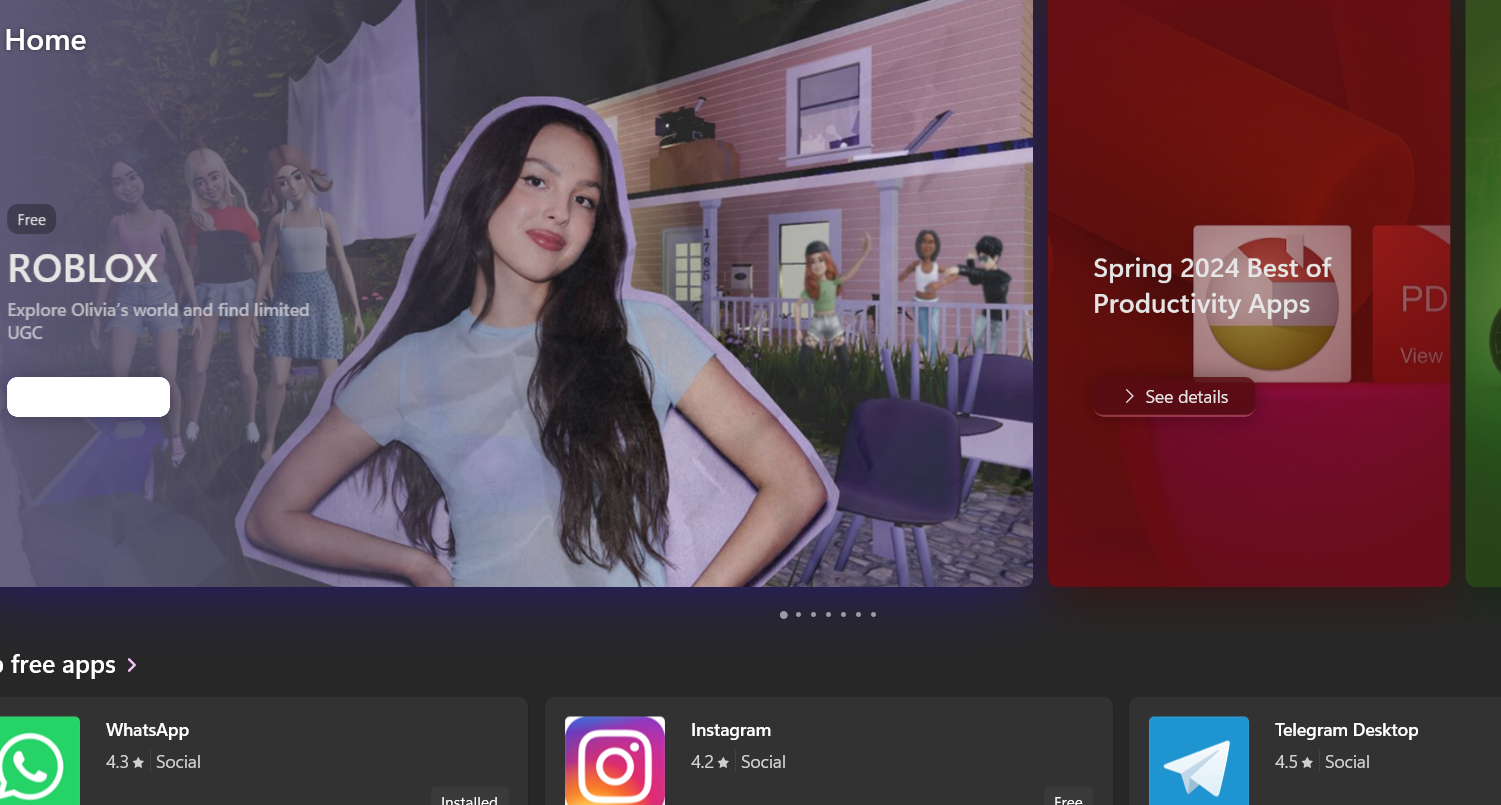 Home
Free
ROBLOX
Explore Olivia's world and find limited
UGC
1785
Spring 2024 Best of
Productivity Apps
PD
View
See details
free apps
WhatsApp
4.3 Social
Installed
Instagram
4.2 Social
Free
Telegram Desktop
4.5 Social